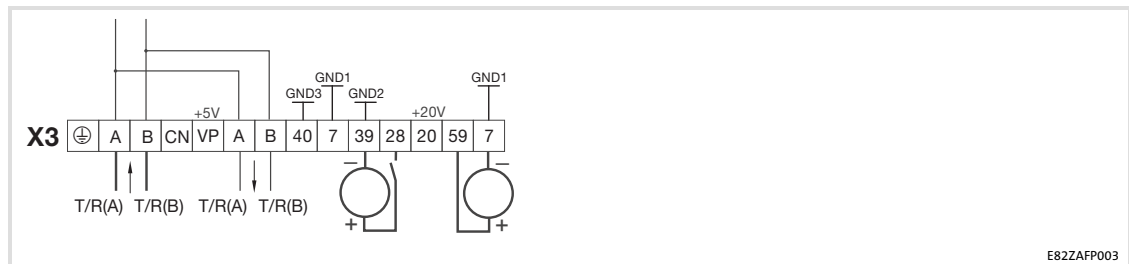 GND1 GND1
GND3 GND2
+5V +20V
X3 A B CN VP A B 40 7 39 28 20 59 7
− −
T/R(A) T/R(B) T/R(A) T/R(B)
+ +
E82ZAFP003